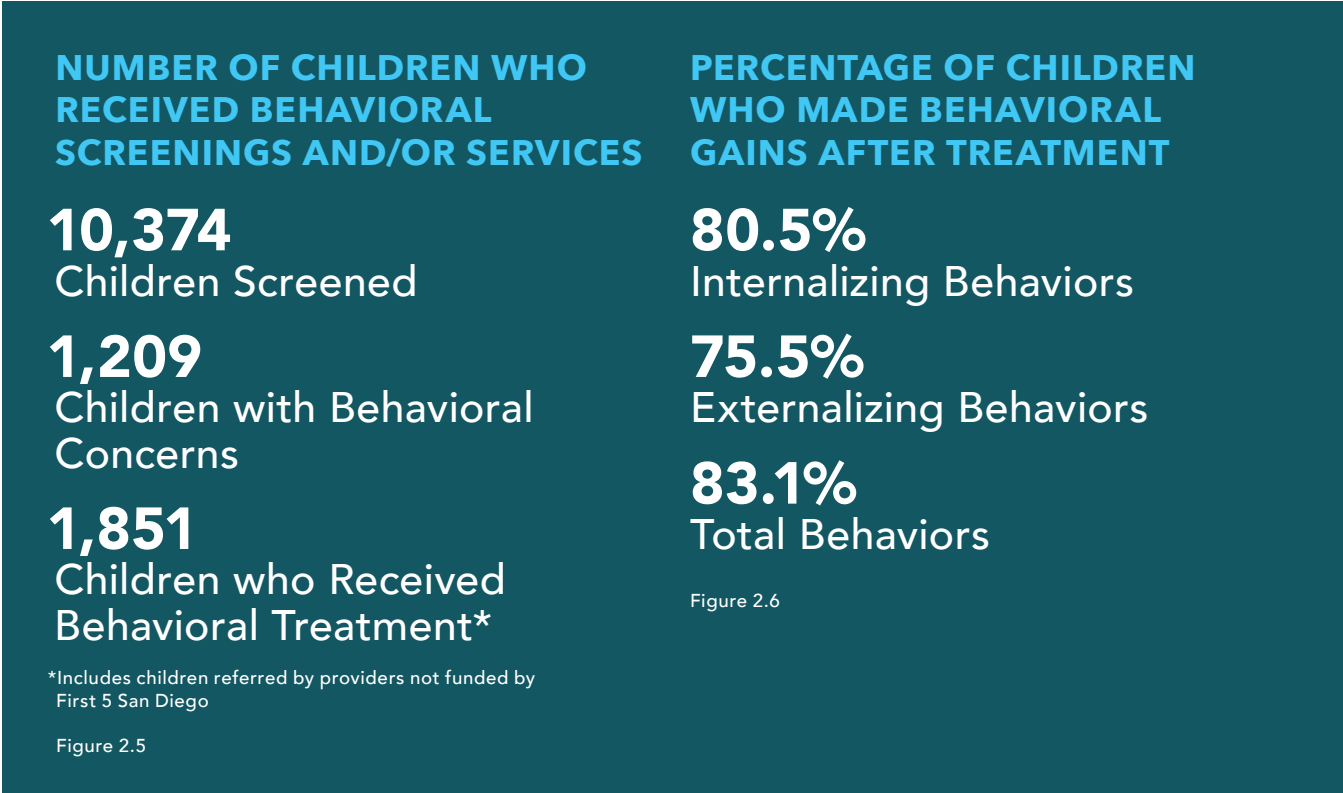 NUMBER OF CHILDREN WHO
RECEIVED BEHAVIORAL
SCREENINGS AND/OR SERVICES
10,374
Children Screened
1,209
Children with Behavioral
Concerns
1,851
Children who Received
Behavioral Treatment*
*Includes children referred by providers not funded by
First 5 San Diego
Figure 2.5
PERCENTAGE OF CHILDREN
WHO MADE BEHAVIORAL
GAINS AFTER TREATMENT
80.5%
Internalizing Behaviors
75.5%
Externalizing Behaviors
83.1%
Total Behaviors
Figure 2.6